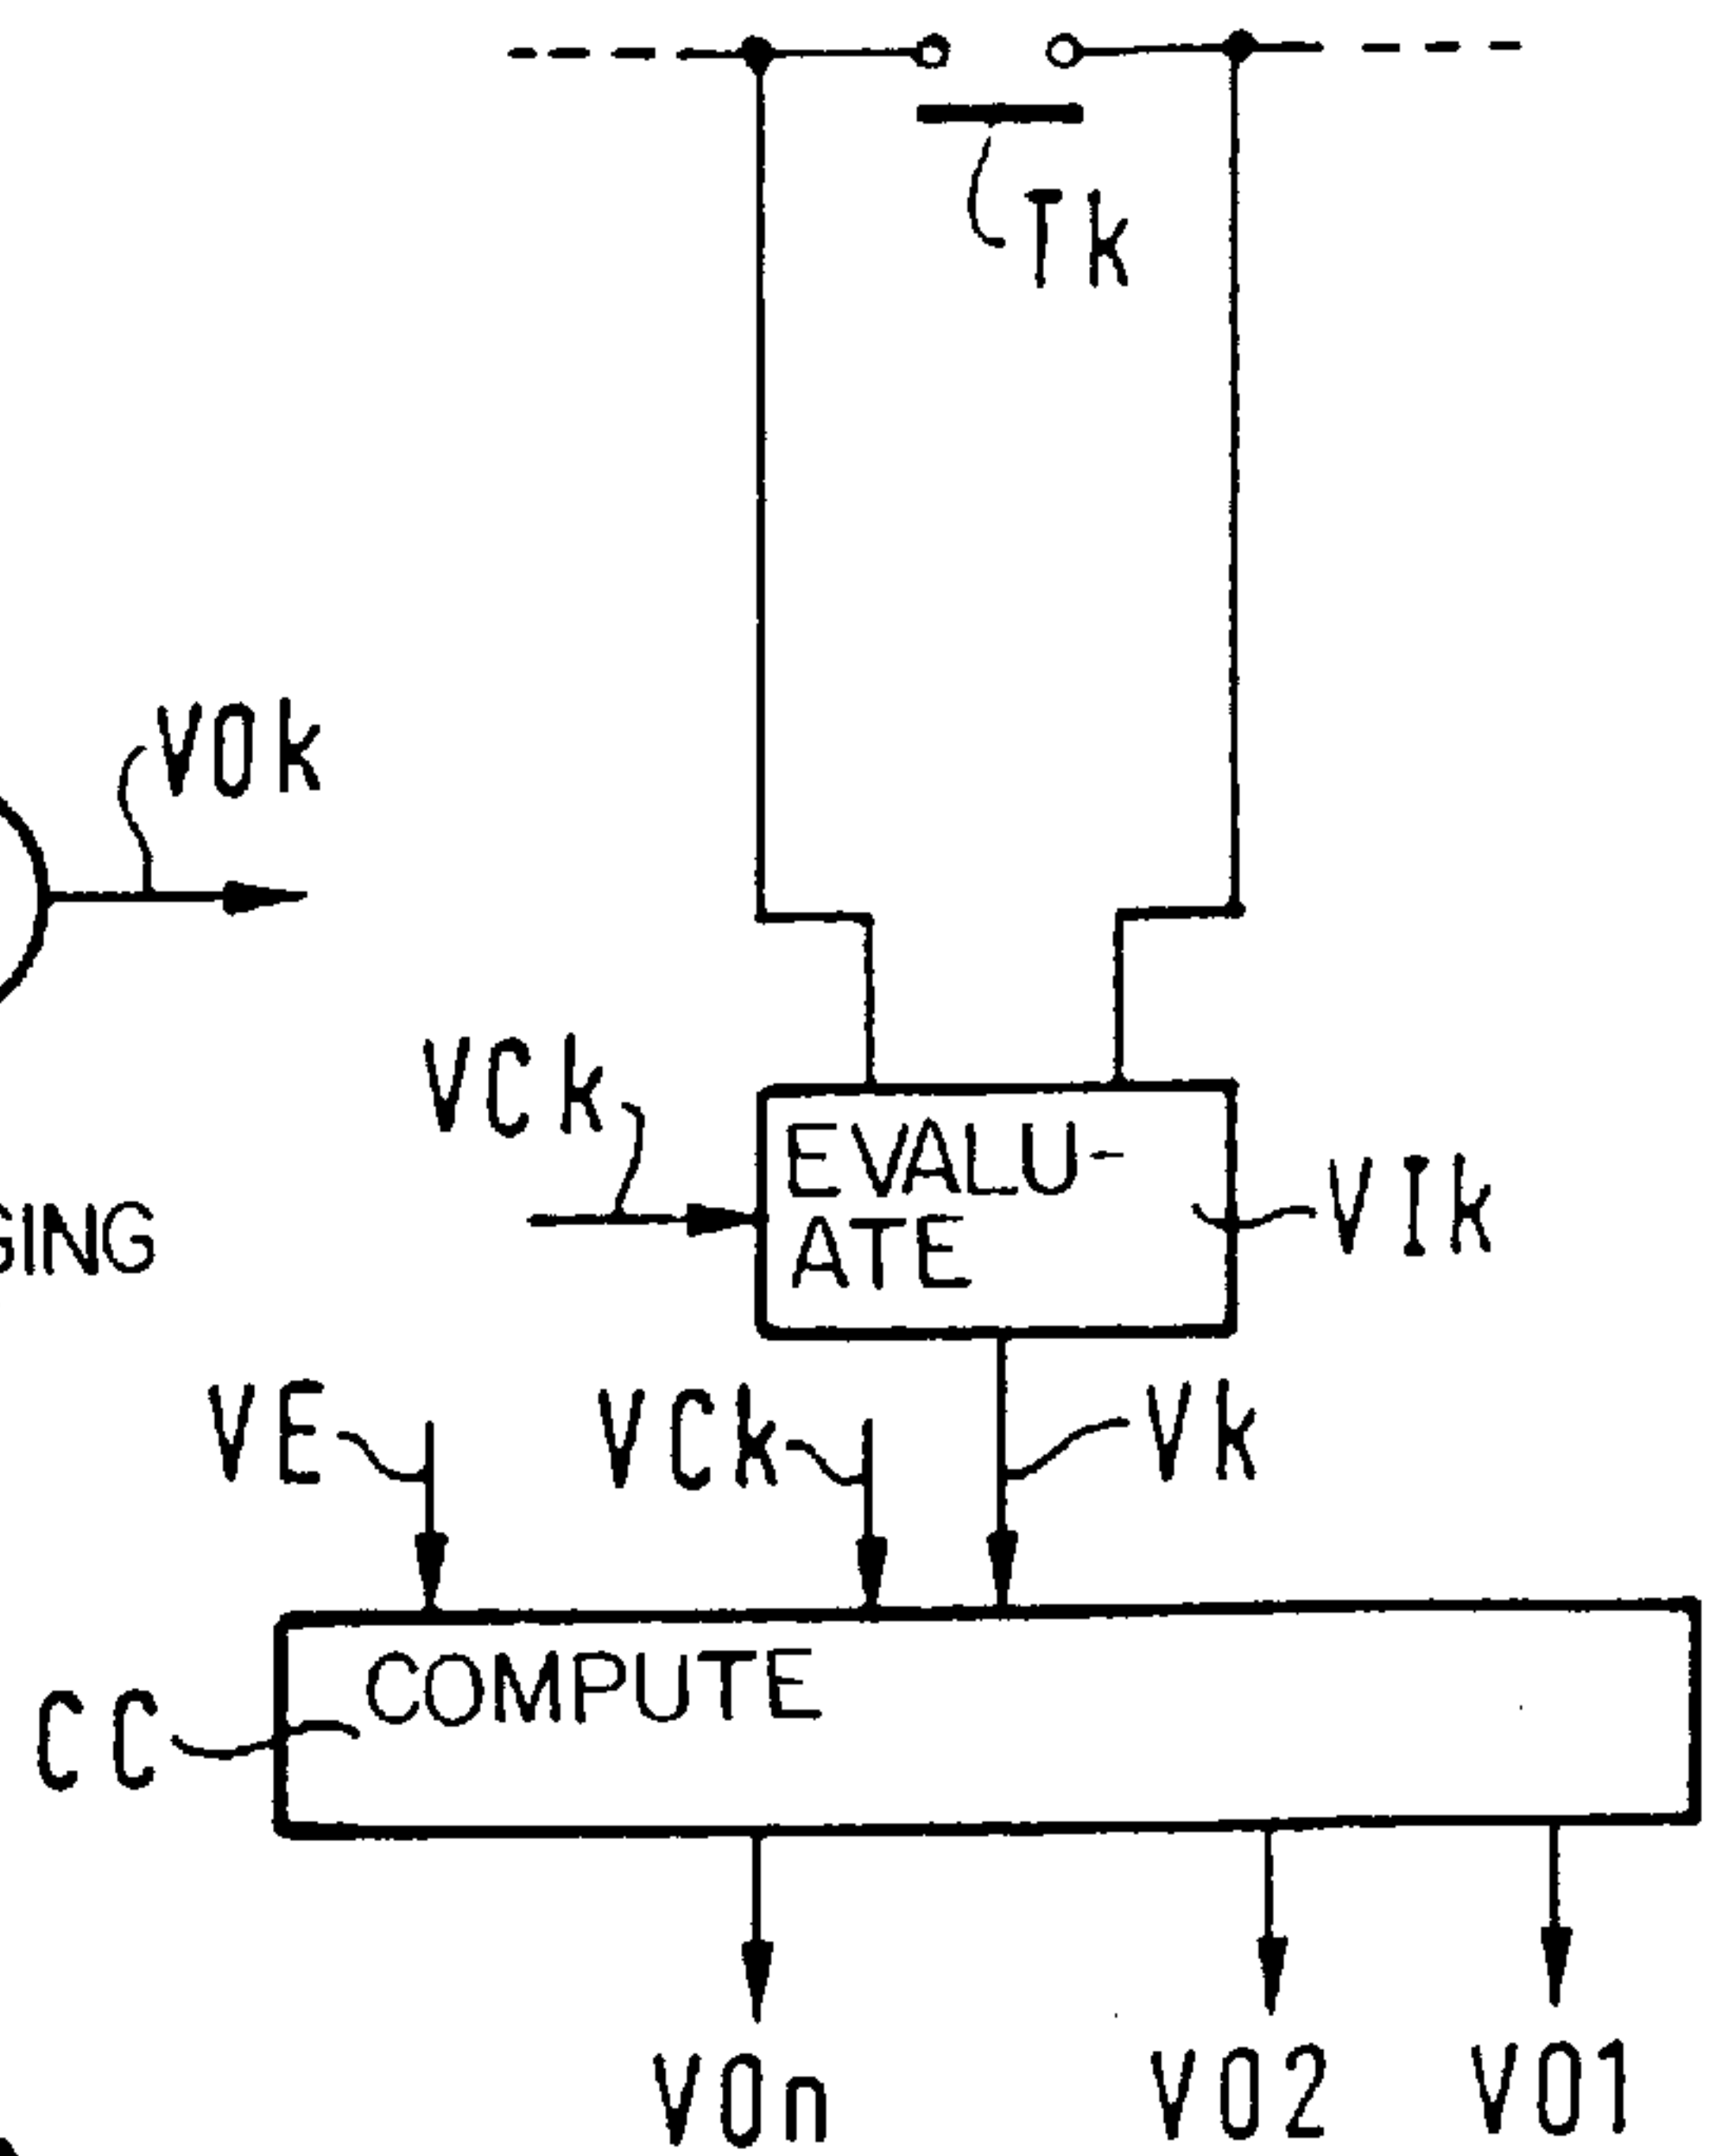 Tk
VOk
VCk
EVALU-
ATE
VIk
GING
VE
VCk
Vk
COMPUTE
CC
VOn
VO2
VO1